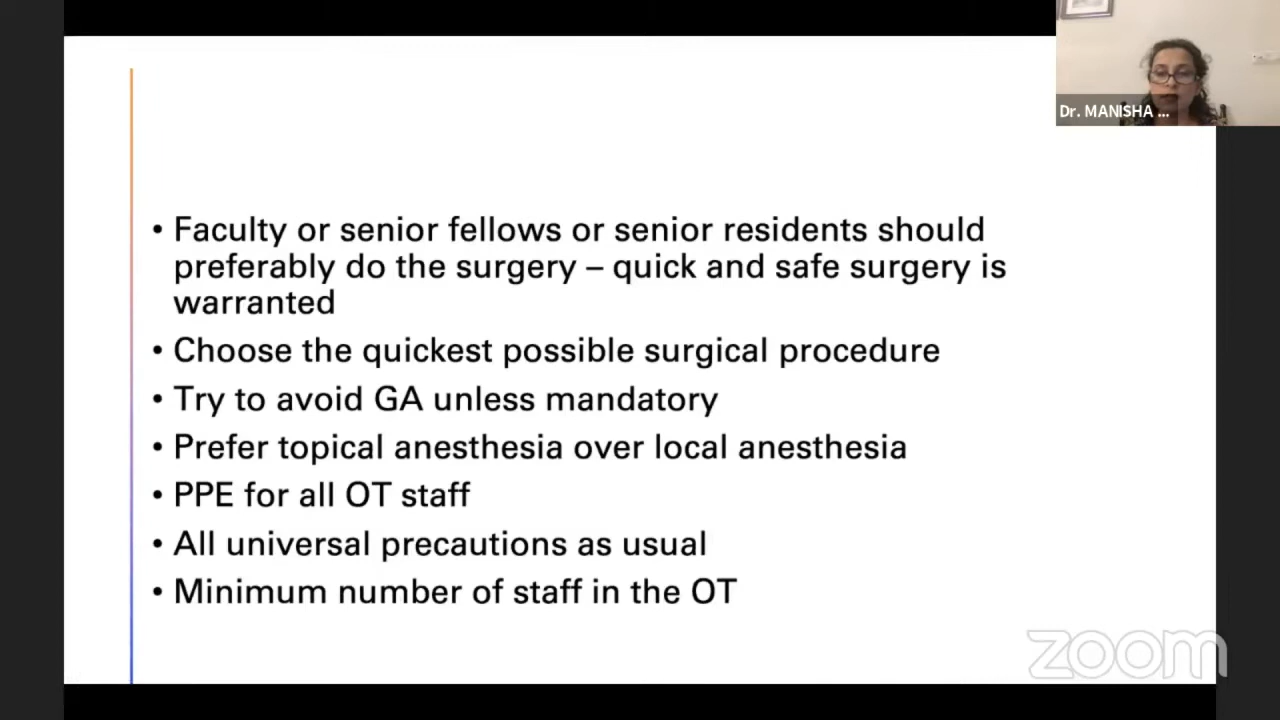 Dr. MANISHA ...
• Faculty or senior fellows or senior residents should
preferably do the surgery – quick and safe surgery is
warranted
• Choose the quickest possible surgical procedure
• Try to avoid GA unless mandatory
• Prefer topical anesthesia over local anesthesia
• PPE for all OT staff
• All universal precautions as usual
• Minimum number of staff in the OT
zoom